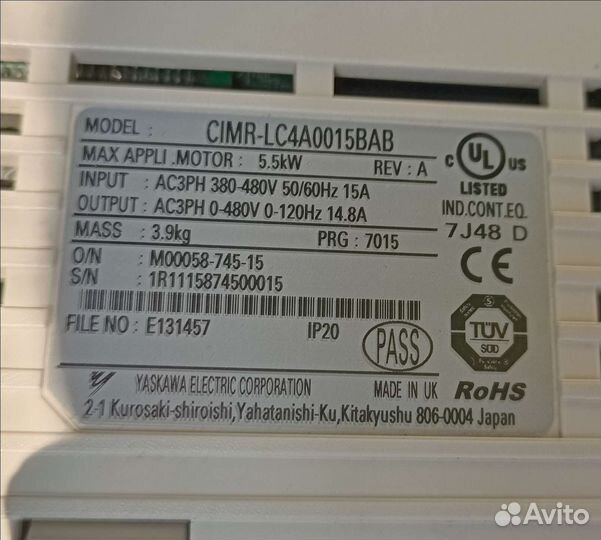 MODEL : CIMR-LC4A0015BAB
MAX APPLI .MOTOR : 5.5kW REV : A
INPUT : AC3PH 380-480V 50/60Hz 15A
OUTPUT : AC3PH 0-480V 0-120Hz 14.8A
MASS : 3.9kg PRG : 7015
O/N : M00058-745-15
S/N : 1R1115874500015
FILE NO : E131457 IP20
PASS
C UL US
LISTED
IND.CONT.EQ.
7J48 D
CE
TÜV
SÜD
RoHS
YASKAWA ELECTRIC CORPORATION MADE IN UK
2-1 Kurosaki-shiroishi,Yahatanishi-Ku,Kitakyushu 806-0004 Japan
Avito